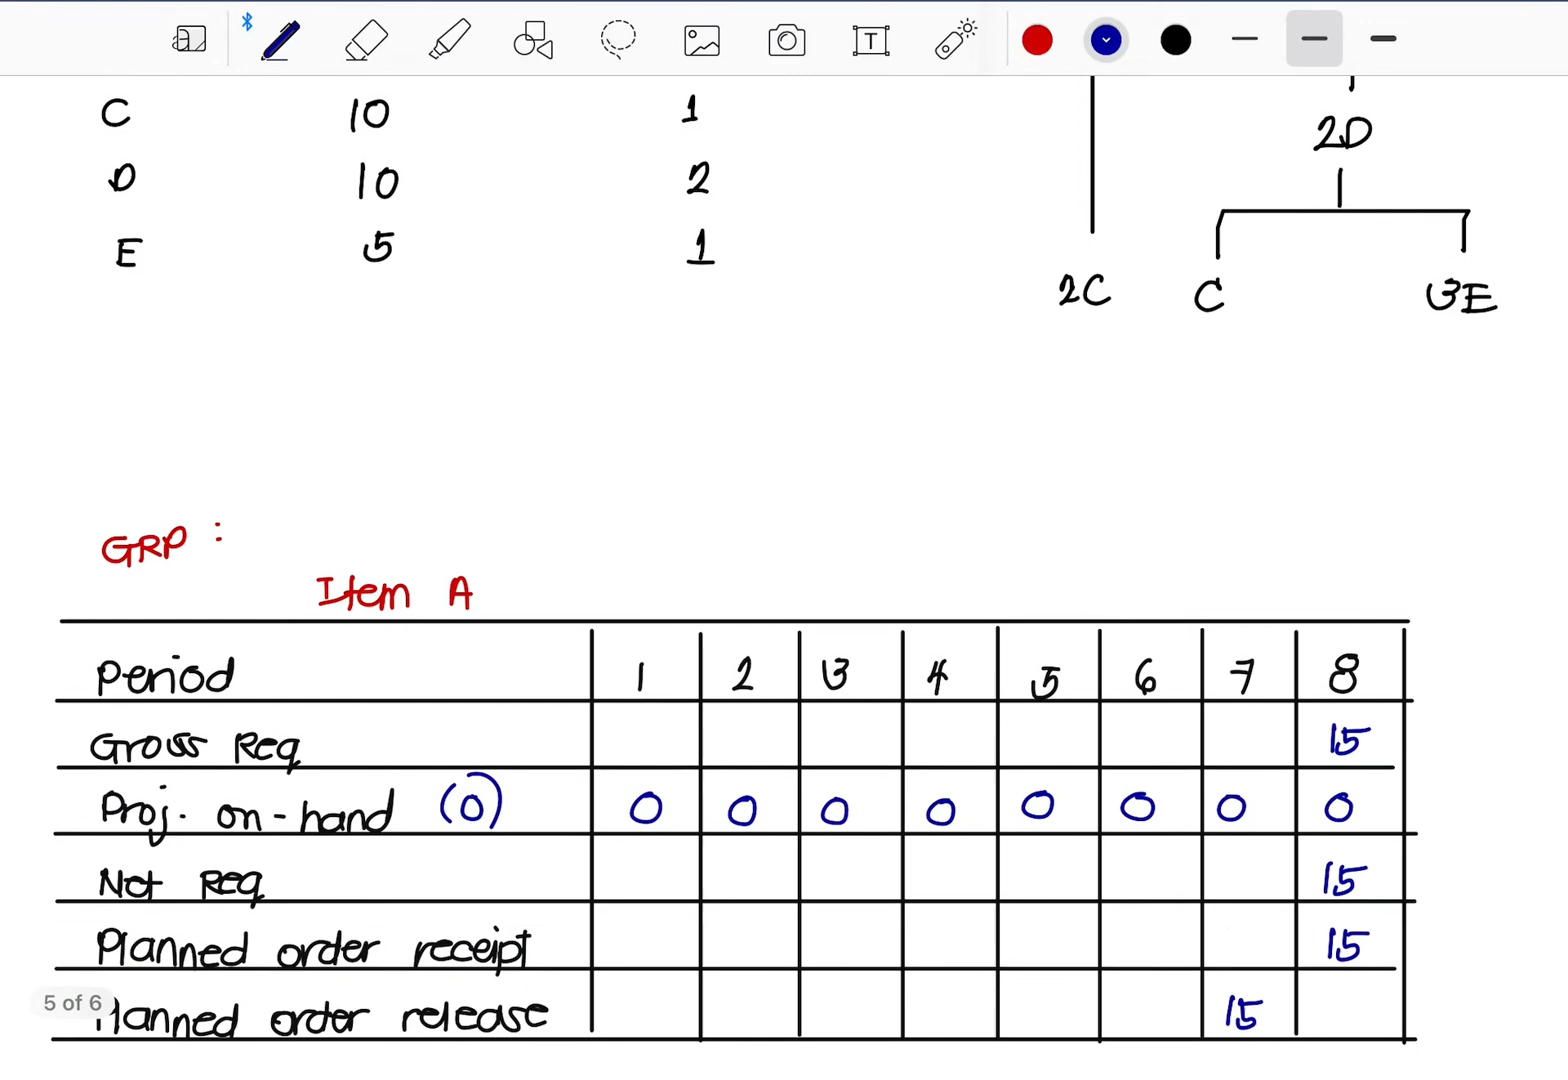 T
C 10 1
2D
D 10 2
E 5 1
2C C 3E
GRP :
Item A
Period 1 2 3 4 5 6 7 8
Gross Req 15
Proj. on-hand (0) 0 0 0 0 0 0 0 0
Net Req 15
Planned order receipt 15
5 of 6
Planned order release 15